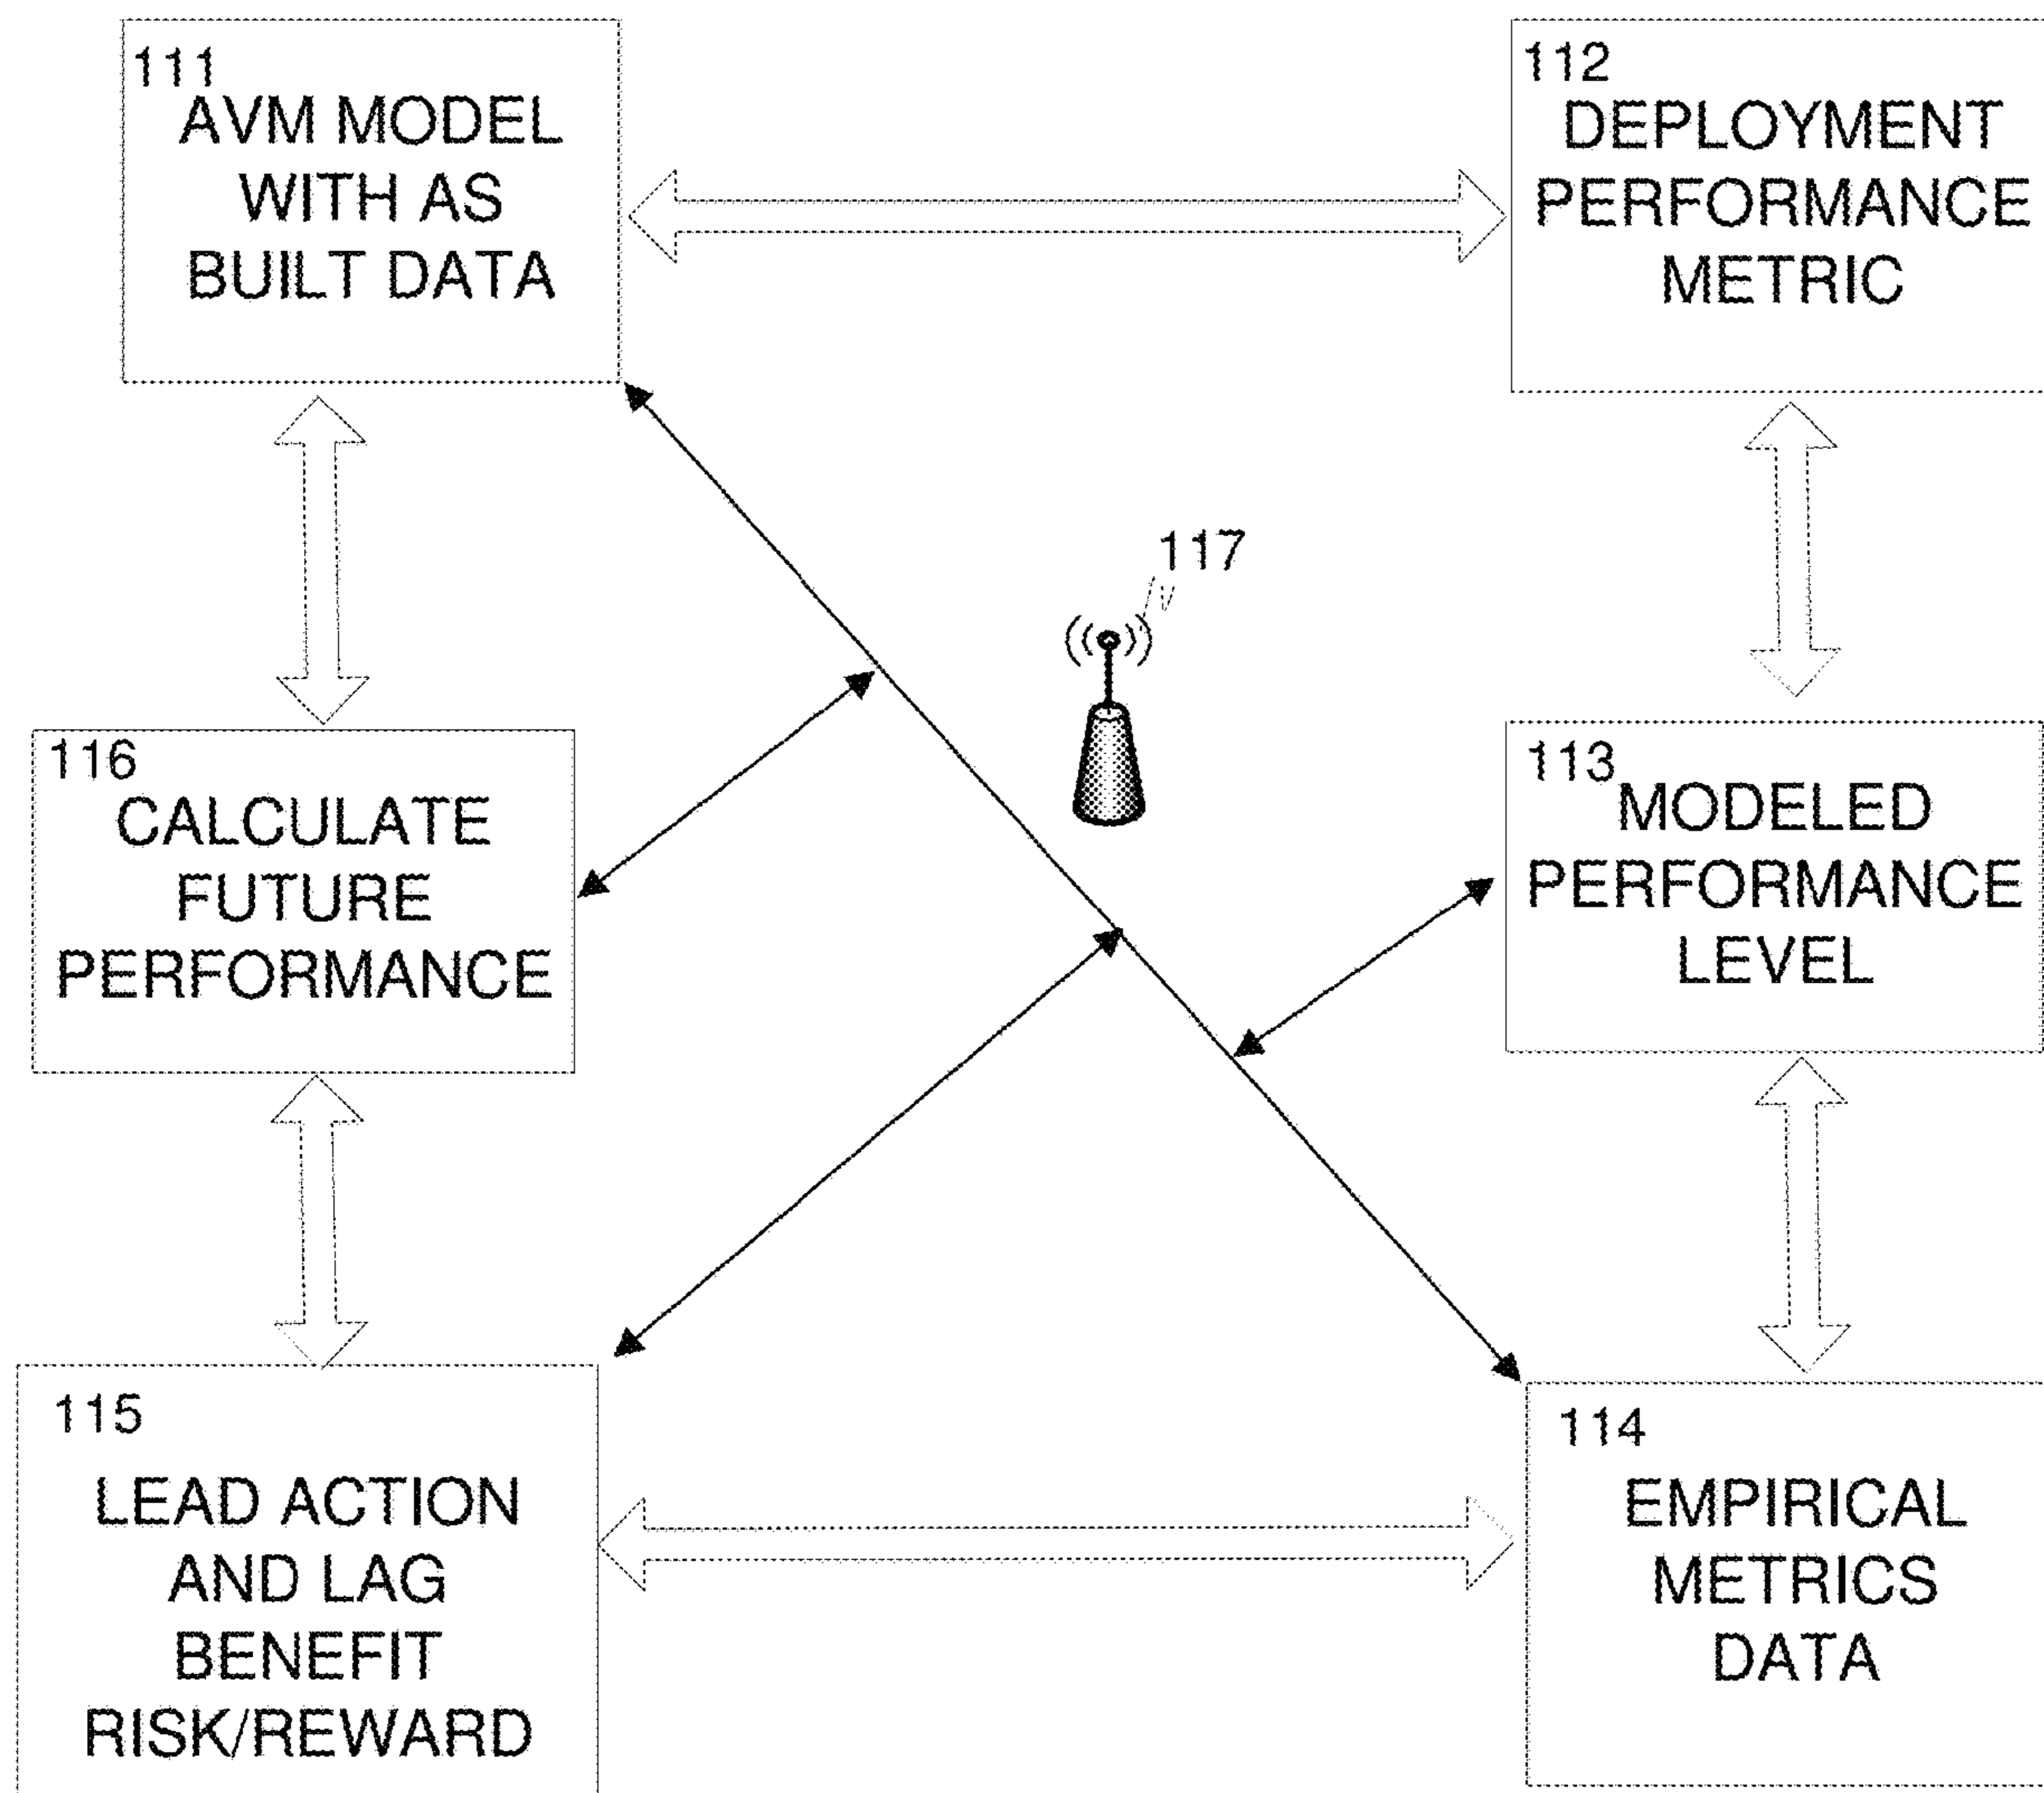 111
AVM MODEL
WITH AS
BUILT DATA
112
DEPLOYMENT
PERFORMANCE
METRIC
117
116
CALCULATE
FUTURE
PERFORMANCE
113
MODELED
PERFORMANCE
LEVEL
115
LEAD ACTION
AND LAG
BENEFIT
RISK/REWARD
114
EMPIRICAL
METRICS
DATA